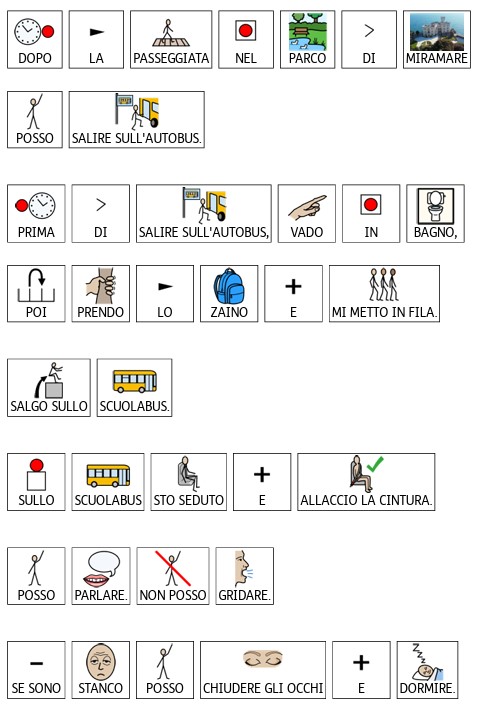 DOPO LA PASSEGGIATA NEL PARCO DI MIRAMARE
POSSO SALIRE SULL'AUTOBUS.
PRIMA DI SALIRE SULL'AUTOBUS, VADO IN BAGNO,
POI PRENDO LO ZAINO E MI METTO IN FILA.
SALGO SULLO SCUOLABUS.
SULLO SCUOLABUS STO SEDUTO E ALLACCIO LA CINTURA.
POSSO PARLARE. NON POSSO GRIDARE.
SE SONO STANCO POSSO CHIUDERE GLI OCCHI E DORMIRE.